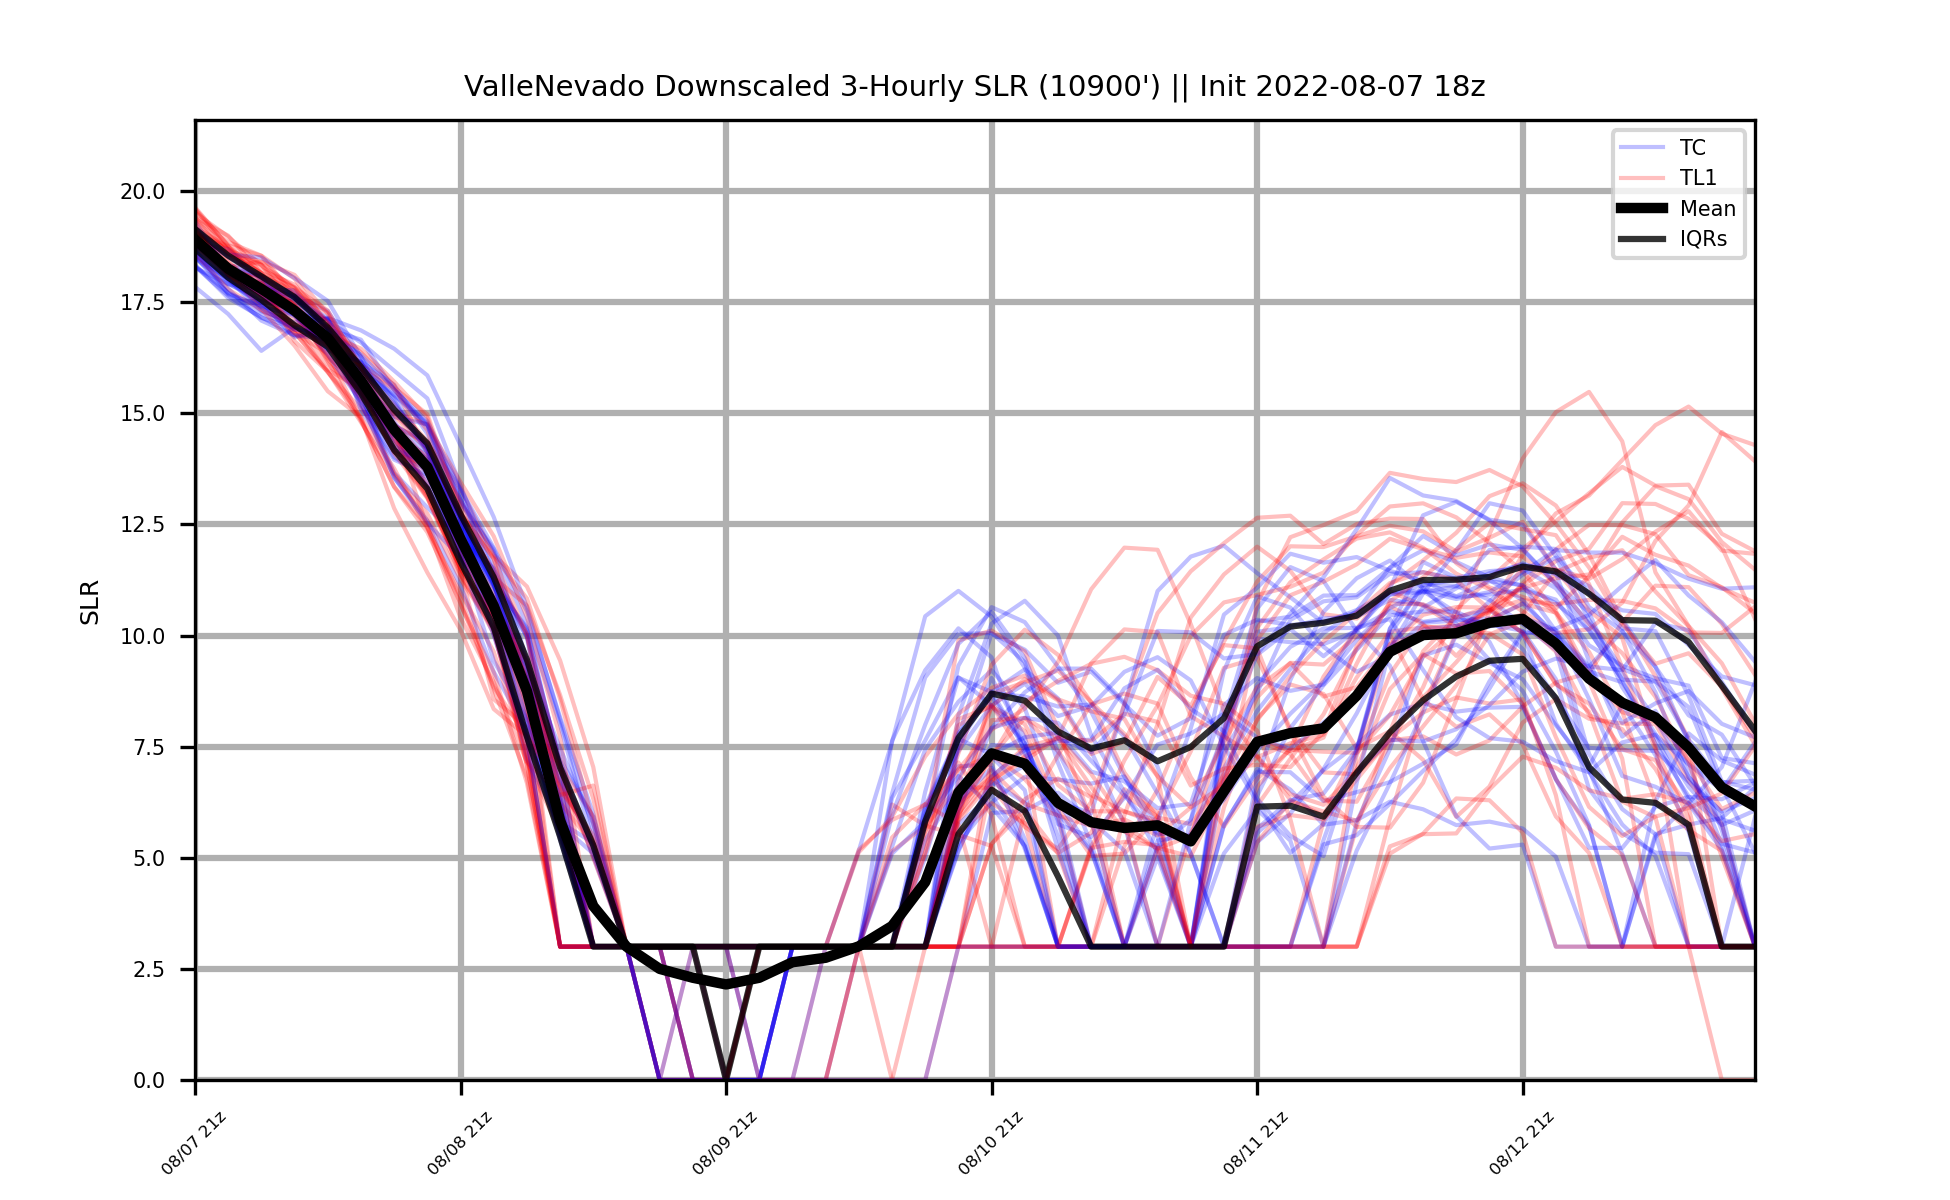 ValleNevado Downscaled 3-Hourly SLR (10900') || Init 2022-08-07 18z
TC
TL1
Mean
IQRs
SLR
20.0
17.5
15.0
12.5
10.0
7.5
5.0
2.5
0.0
08/07 21z
08/08 21z
08/09 21z
08/10 21z
08/11 21z
08/12 21z